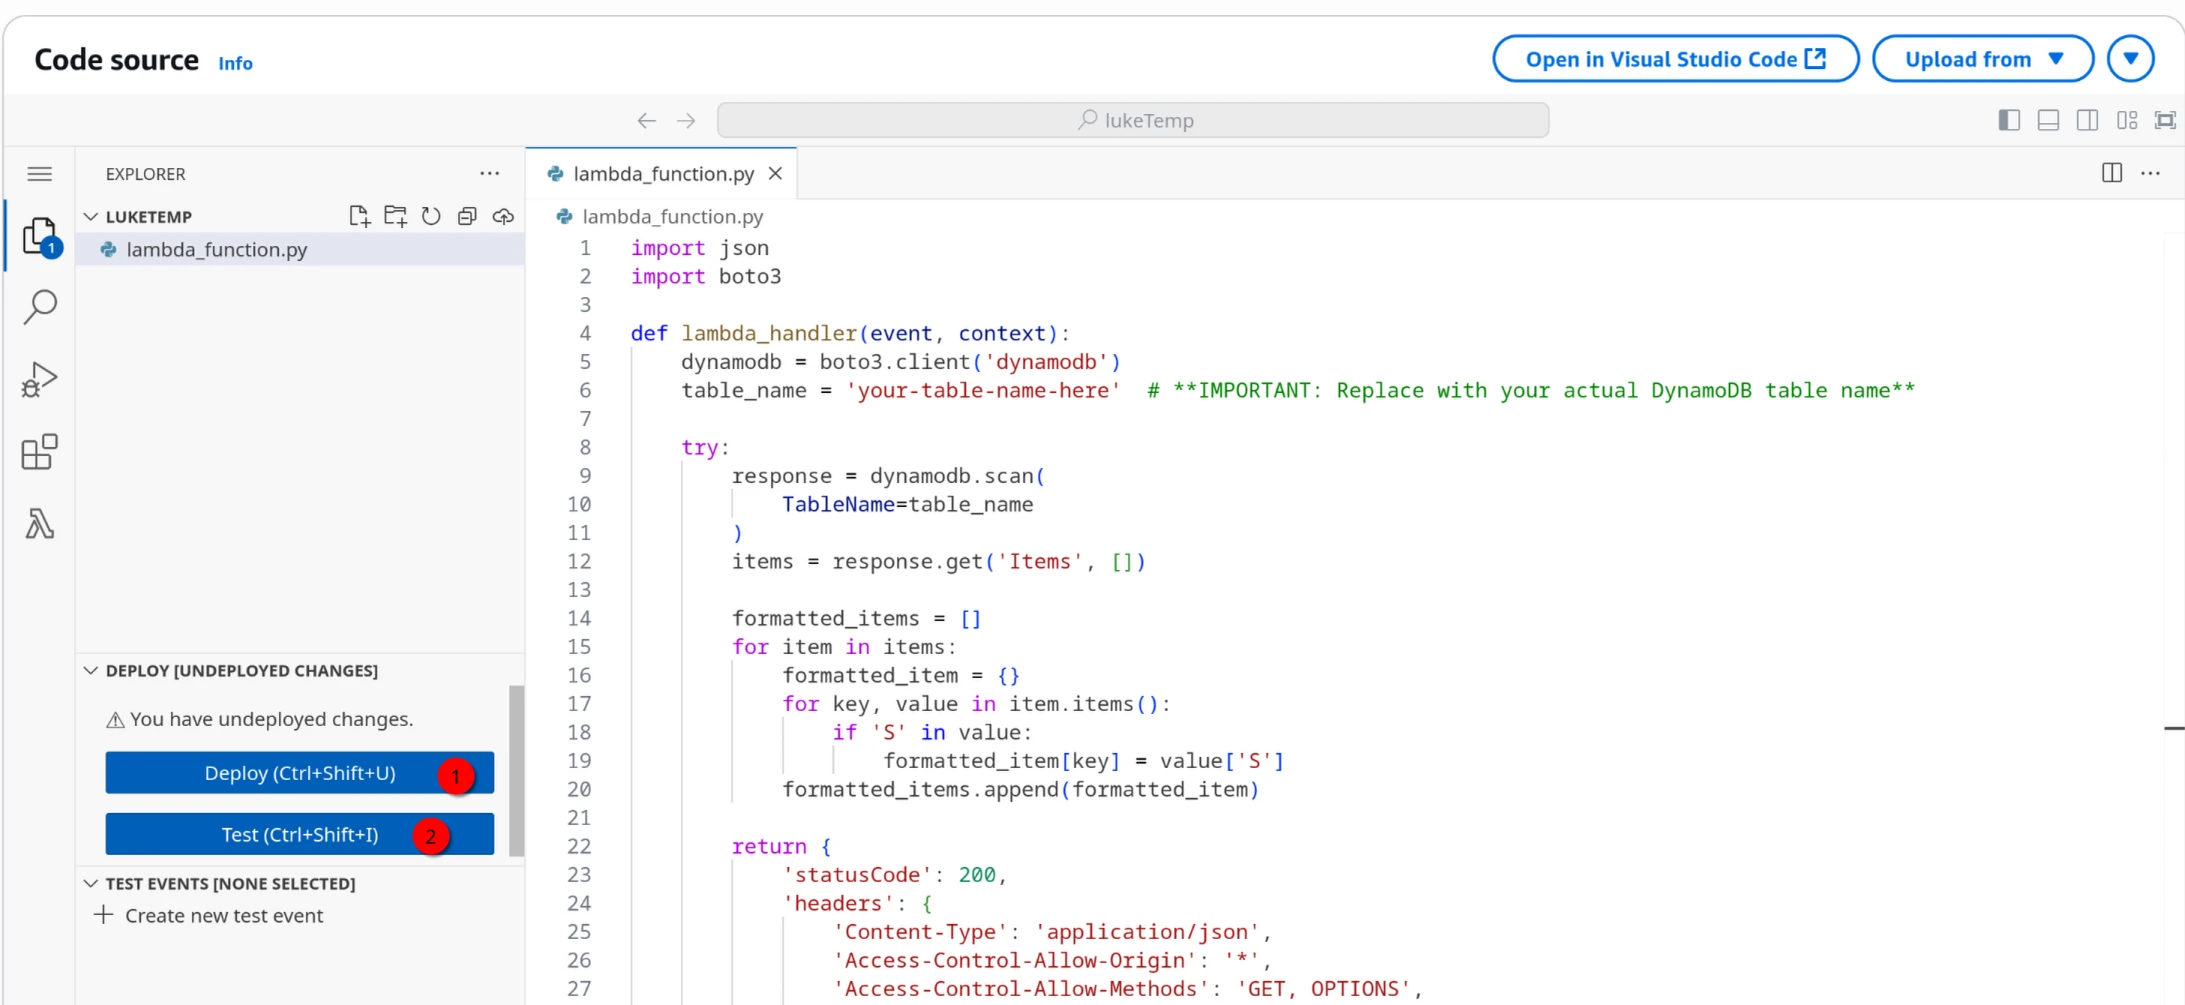 Code source Info
Open in Visual Studio Code
Upload from
lukeTemp
EXPLORER
LUKETEMP
lambda_function.py
1
DEPLOY [UNDEPLOYED CHANGES]
You have undeployed changes.
Deploy (Ctrl+Shift+U) 1
Test (Ctrl+Shift+I) 2
TEST EVENTS [NONE SELECTED]
Create new test event
lambda_function.py
lambda_function.py
1 import json
2 import boto3
3
4 def lambda_handler(event, context):
5     dynamodb = boto3.client('dynamodb')
6     table_name = 'your-table-name-here'  # **IMPORTANT: Replace with your actual DynamoDB table name**
7
8     try:
9         response = dynamodb.scan(
10             TableName=table_name
11         )
12         items = response.get('Items', [])
13
14         formatted_items = []
15         for item in items:
16             formatted_item = {}
17             for key, value in item.items():
18                 if 'S' in value:
19                     formatted_item[key] = value['S']
20             formatted_items.append(formatted_item)
21
22         return {
23             'statusCode': 200,
24             'headers': {
25                 'Content-Type': 'application/json',
26                 'Access-Control-Allow-Origin': '*',
27                 'Access-Control-Allow-Methods': 'GET, OPTIONS',